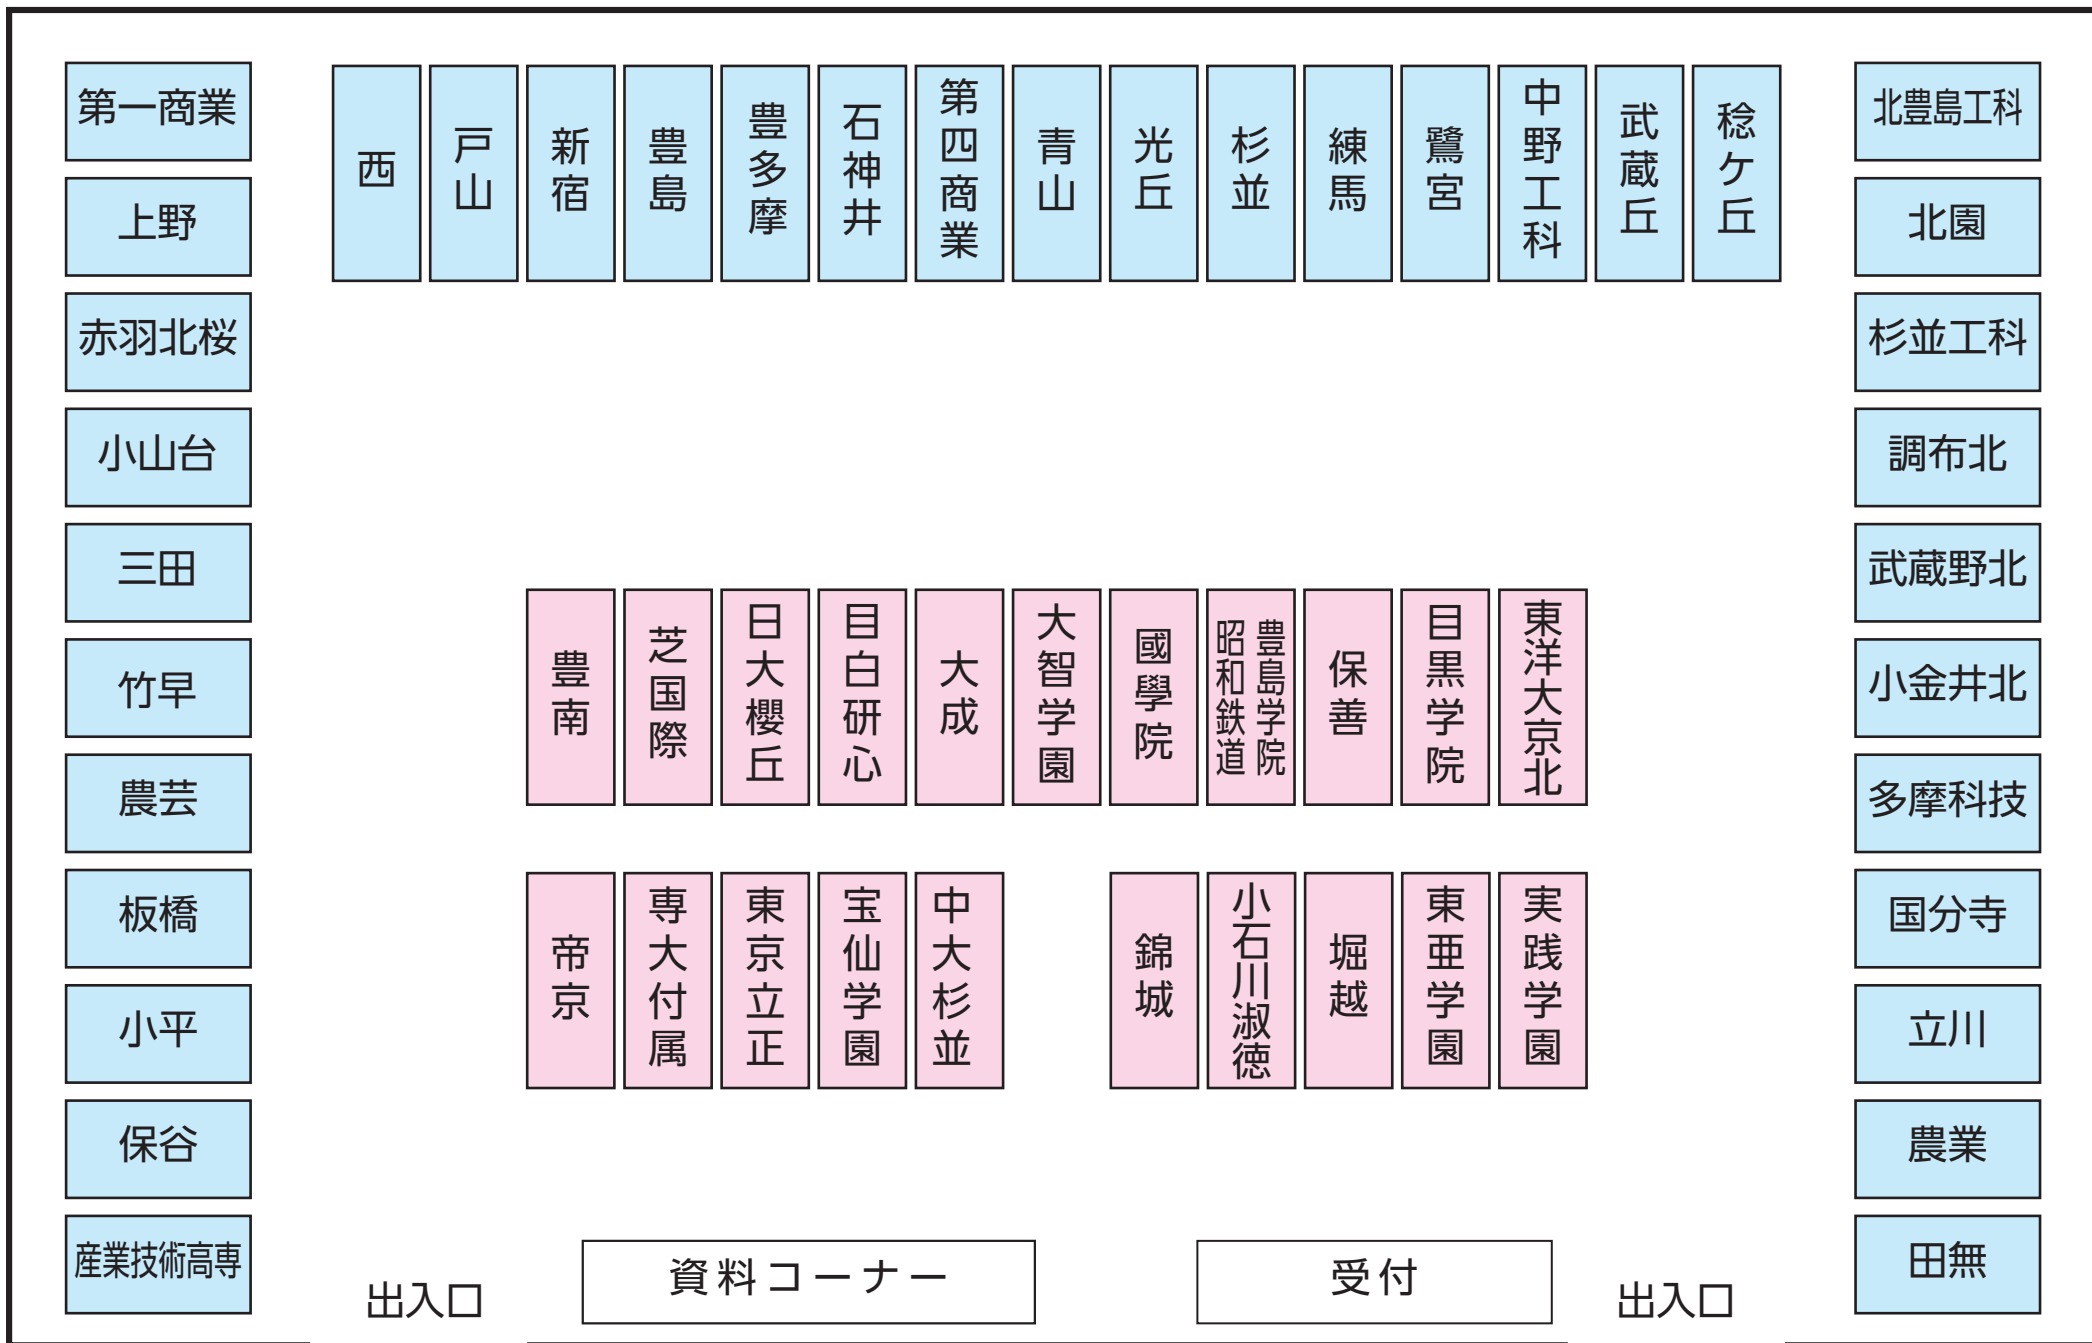 第一商業
上野
赤羽北桜
小山台
三田
竹早
農芸
板橋
小平
保谷
産業技術高専
西
戸山
新宿
豊島
豊多摩
石神井
第四商業
青山
光丘
杉並
練馬
鷺宮
中野工科
武蔵丘
稔ケ丘
豊南
芝国際
日大櫻丘
目白研心
大成
大智学園
國學院
豊島学院
昭和鉄道
保善
目黒学院
東洋大京北
帝京
専大付属
東京立正
宝仙学園
中大杉並
錦城
小石川淑徳
堀越
東亜学園
実践学園
北豊島工科
北園
杉並工科
調布北
武蔵野北
小金井北
多摩科技
国分寺
立川
農業
田無
出入口
資料コーナー
受付
出入口